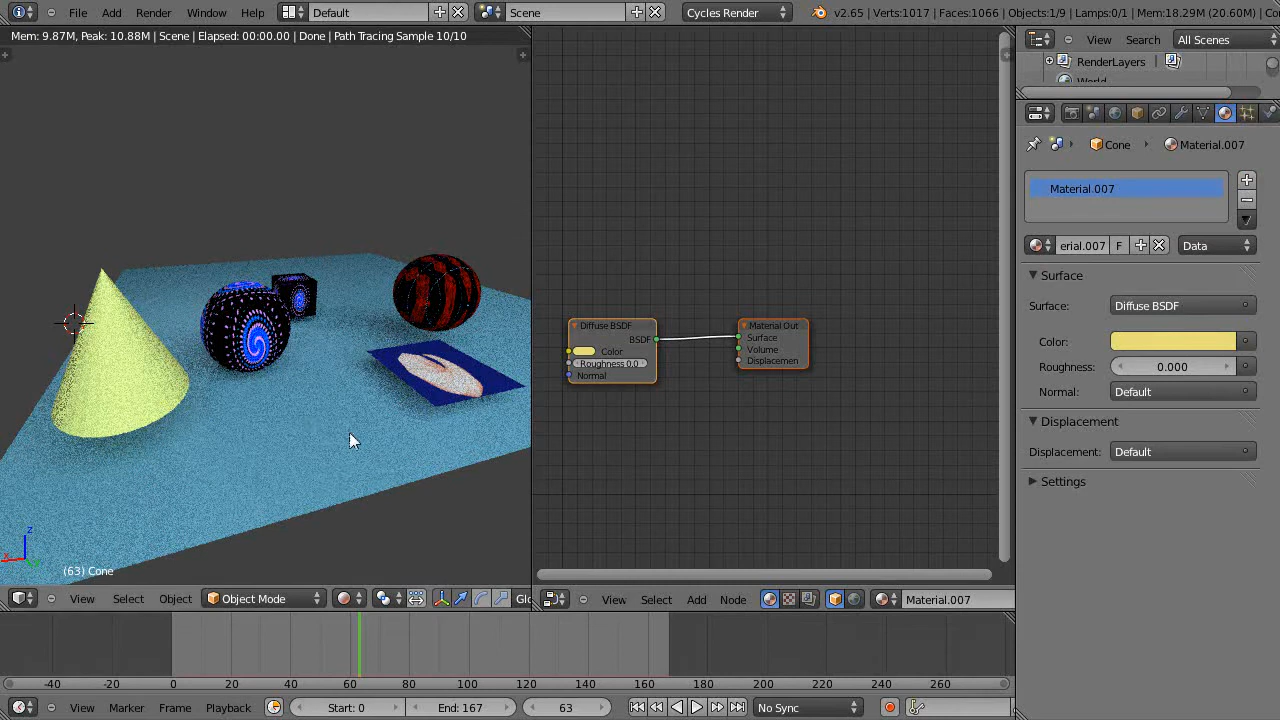 File Add Render Window Help Default Scene Cycles Render v2.65 | Verts:1017 | Faces:1066 | Objects:1/9 | Lamps:0/1 | Mem:18.29M (20.60M) | Co
Mem: 9.87M, Peak: 10.88M | Scene | Elapsed: 00:00.00 | Done | Path Tracing Sample 10/10
View Search All Scenes
RenderLayers
World
Cone Material.007
Material.007
erial.007 F Data
Surface
Surface: Diffuse BSDF
Color:
Roughness: 0.000
Normal: Default
Displacement
Displacement: Default
Settings
Diffuse BSDF
BSDF
Color
Roughness 0.0
Normal
Material Out
Surface
Volume
Displacemen
z
x
(63) Cone
View Select Object Object Mode Glo
View Select Add Node Material.007
-40 -20 0 20 40 60 80 100 120 140 160 180 200 220 240 260
View Marker Frame Playback Start: 0 End: 167 63 No Sync